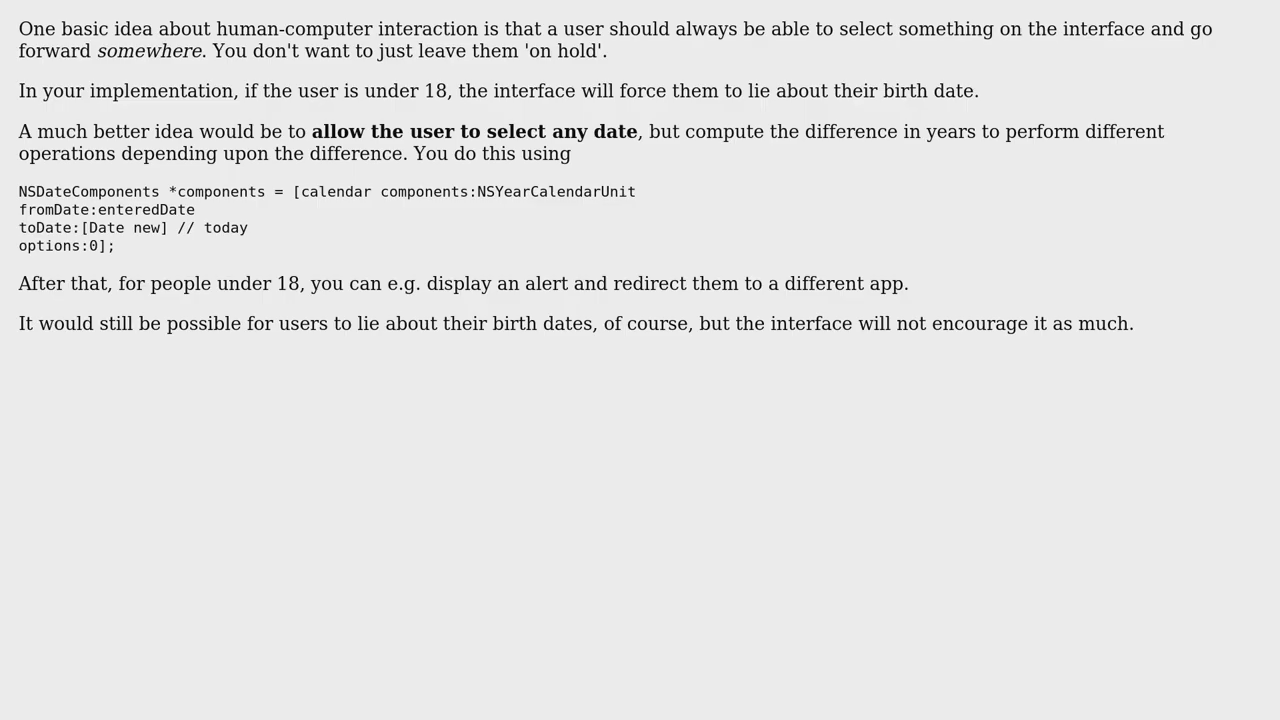 One basic idea about human-computer interaction is that a user should always be able to select something on the interface and go
forward somewhere. You don't want to just leave them 'on hold'.
In your implementation, if the user is under 18, the interface will force them to lie about their birth date.
A much better idea would be to allow the user to select any date, but compute the difference in years to perform different
operations depending upon the difference. You do this using
NSDateComponents *components = [calendar components:NSYearCalendarUnit
fromDate:enteredDate
toDate:[Date new] // today
options:0];
After that, for people under 18, you can e.g. display an alert and redirect them to a different app.
It would still be possible for users to lie about their birth dates, of course, but the interface will not encourage it as much.